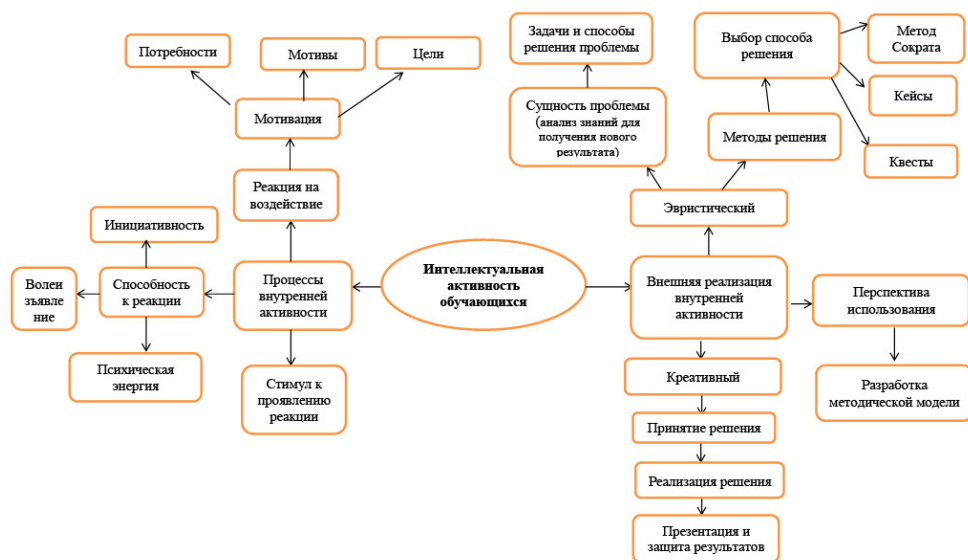 Потребности
Мотивы
Цели
Мотивация
Реакция на
воздействие
Инициативность
Волеи
зъявле
ние
Способность
к реакции
Процессы
внутренней
активности
Психическая
энергия
Стимул к
проявлению
реакции
Интеллектуальная
активность
обучающихся
Задачи и способы
решения проблемы
Сущность проблемы
(анализ знаний для
получения нового
результата)
Выбор способа
решения
Метод
Сократа
Кейсы
Квесты
Методы решения
Эвристический
Внешняя реализация
внутренней
активности
Перспектива
использования
Разработка
методической модели
Креативный
Принятие решения
Реализация решения
Презентация и
защита результатов